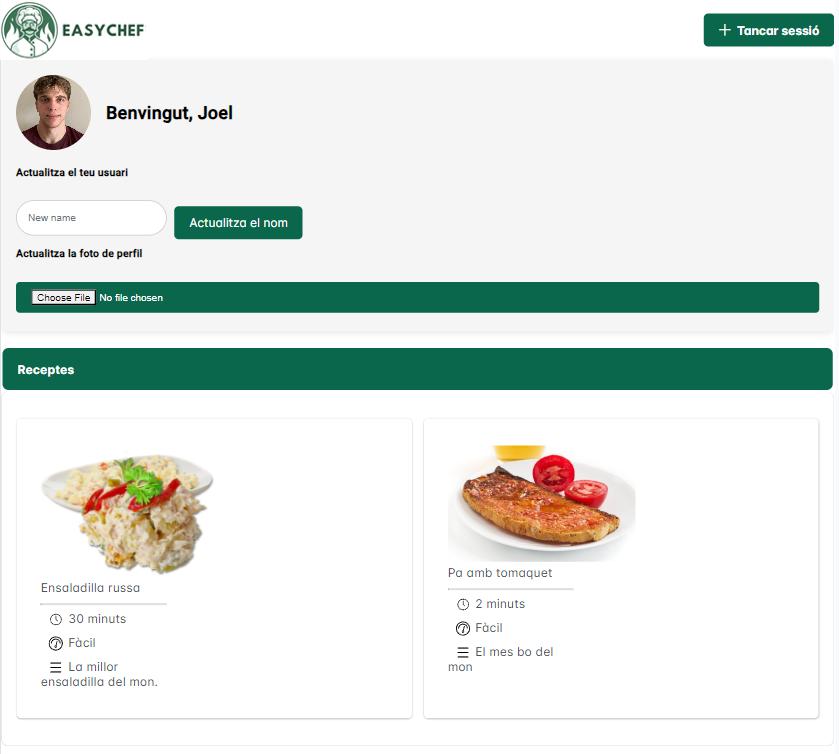 EASYCHEF
Tancar sessió
Benvingut, Joel
Actualitza el teu usuari
New name
Actualitza el nom
Actualitza la foto de perfil
Choose File No file chosen
Receptes
Ensaladilla russa
30 minuts
Fàcil
La millor
ensaladilla del mon.
Pa amb tomaquet
2 minuts
Fàcil
El mes bo del
mon